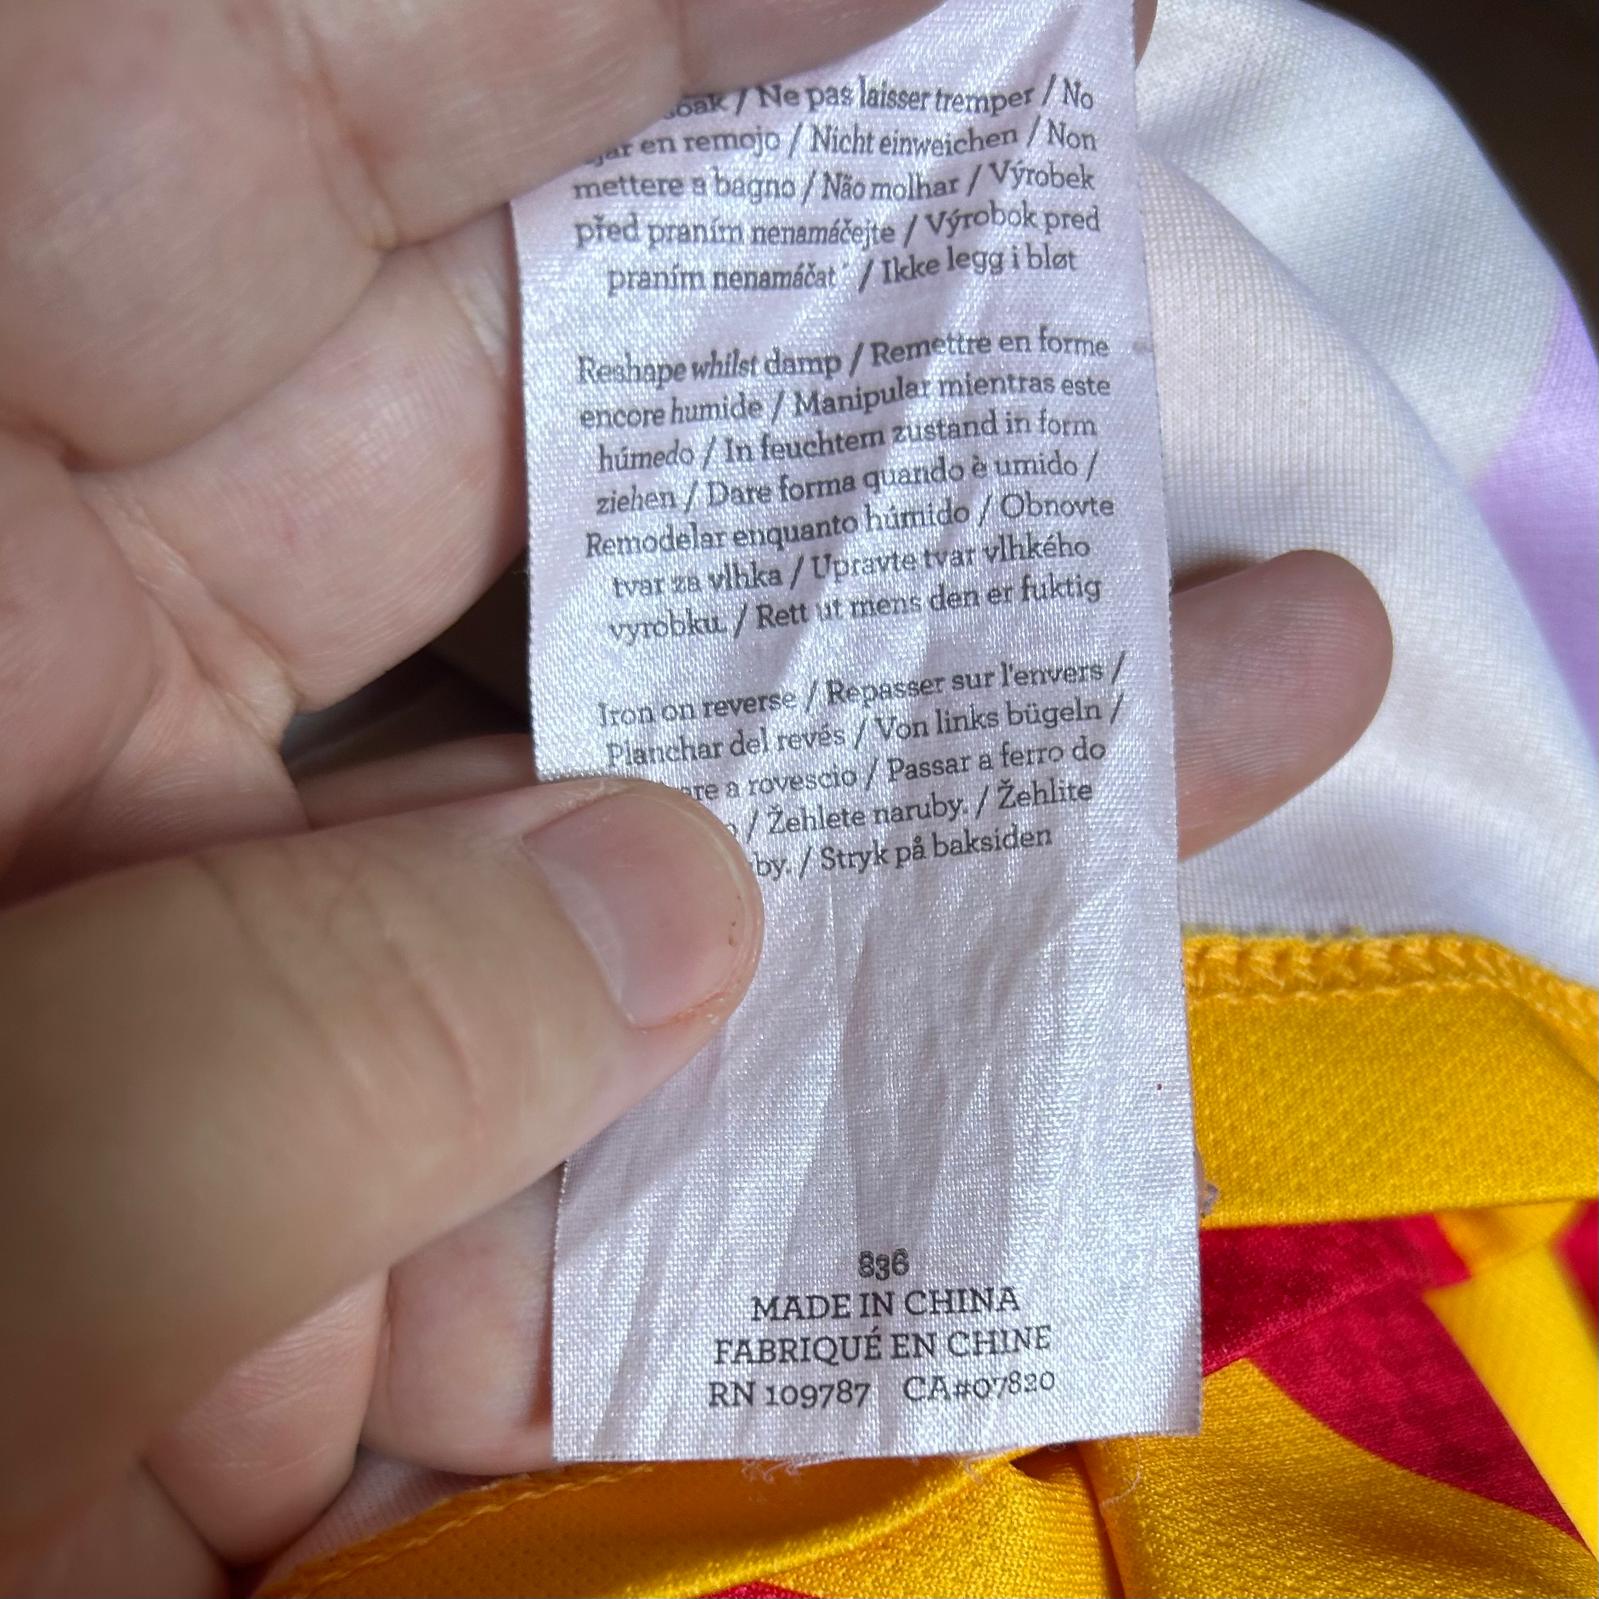 / Ne pas laisser tremper / No
en remojo / Nicht einweichen / Non
mettere a bagno / Não molhar / Výrobek
před praním nenamáčejte / Výrobok pred
praním nenamáčať / Ikke legg i bløt
Reshape whilst damp / Remettre en forme
encore humide / Manipular mientras este
húmedo / In feuchtem zustand in form
ziehen / Dare forma quando è umido /
Remodelar enquanto húmido / Obnovte
tvar za vlhka / Upravte tvar vlhkého
vyrobku. / Rett ut mens den er fuktig
Iron on reverse / Repasser sur l'envers /
Planchar del revés / Von links bügeln /
a rovescio / Passar a ferro do
/ Žehlete naruby. / Žehlite
/ Stryk på baksiden
836
MADE IN CHINA
FABRIQUÉ EN CHINE
RN 109787 CA#07820